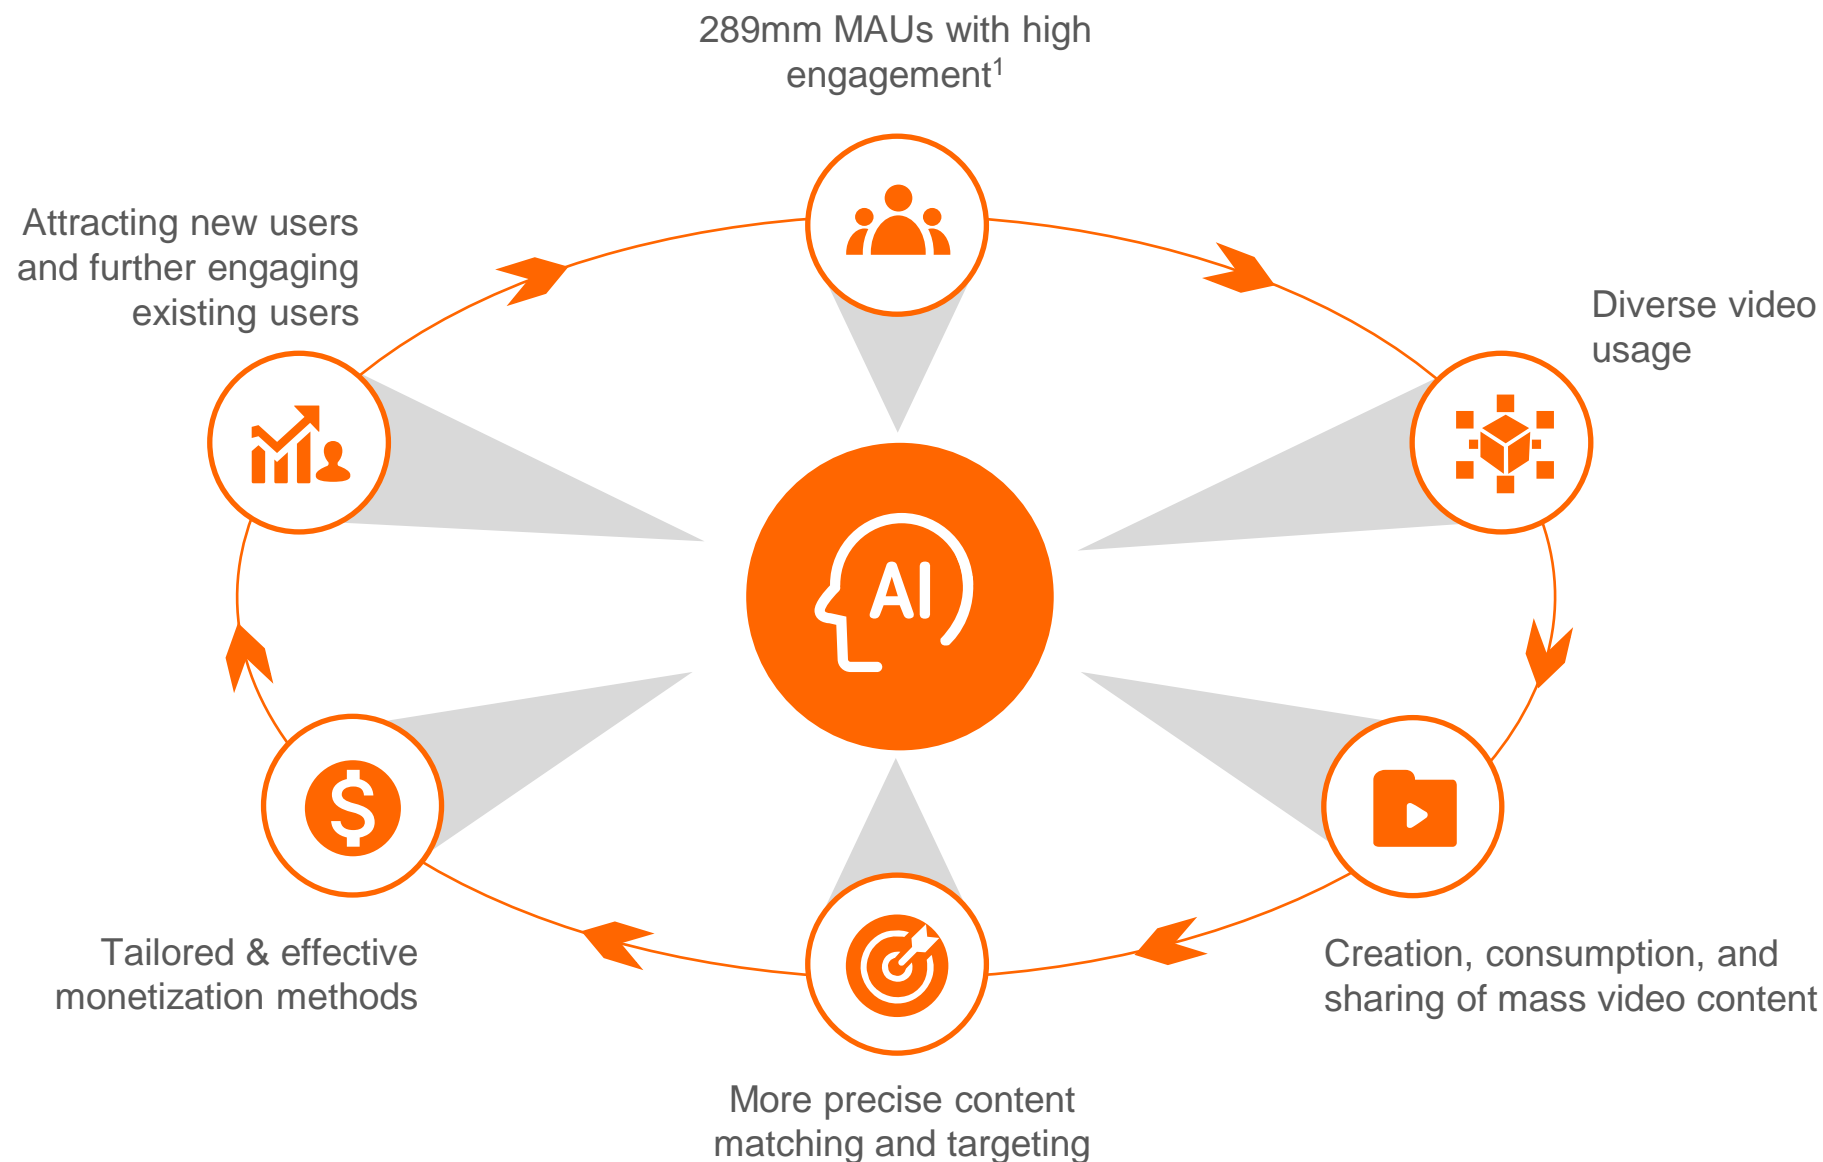 289mm MAUs with high
engagement1
Attracting new users
and further engaging
existing users
Diverse video
usage
AI
$
Tailored & effective
monetization methods
Creation, consumption, and
sharing of mass video content
More precise content
matching and targeting